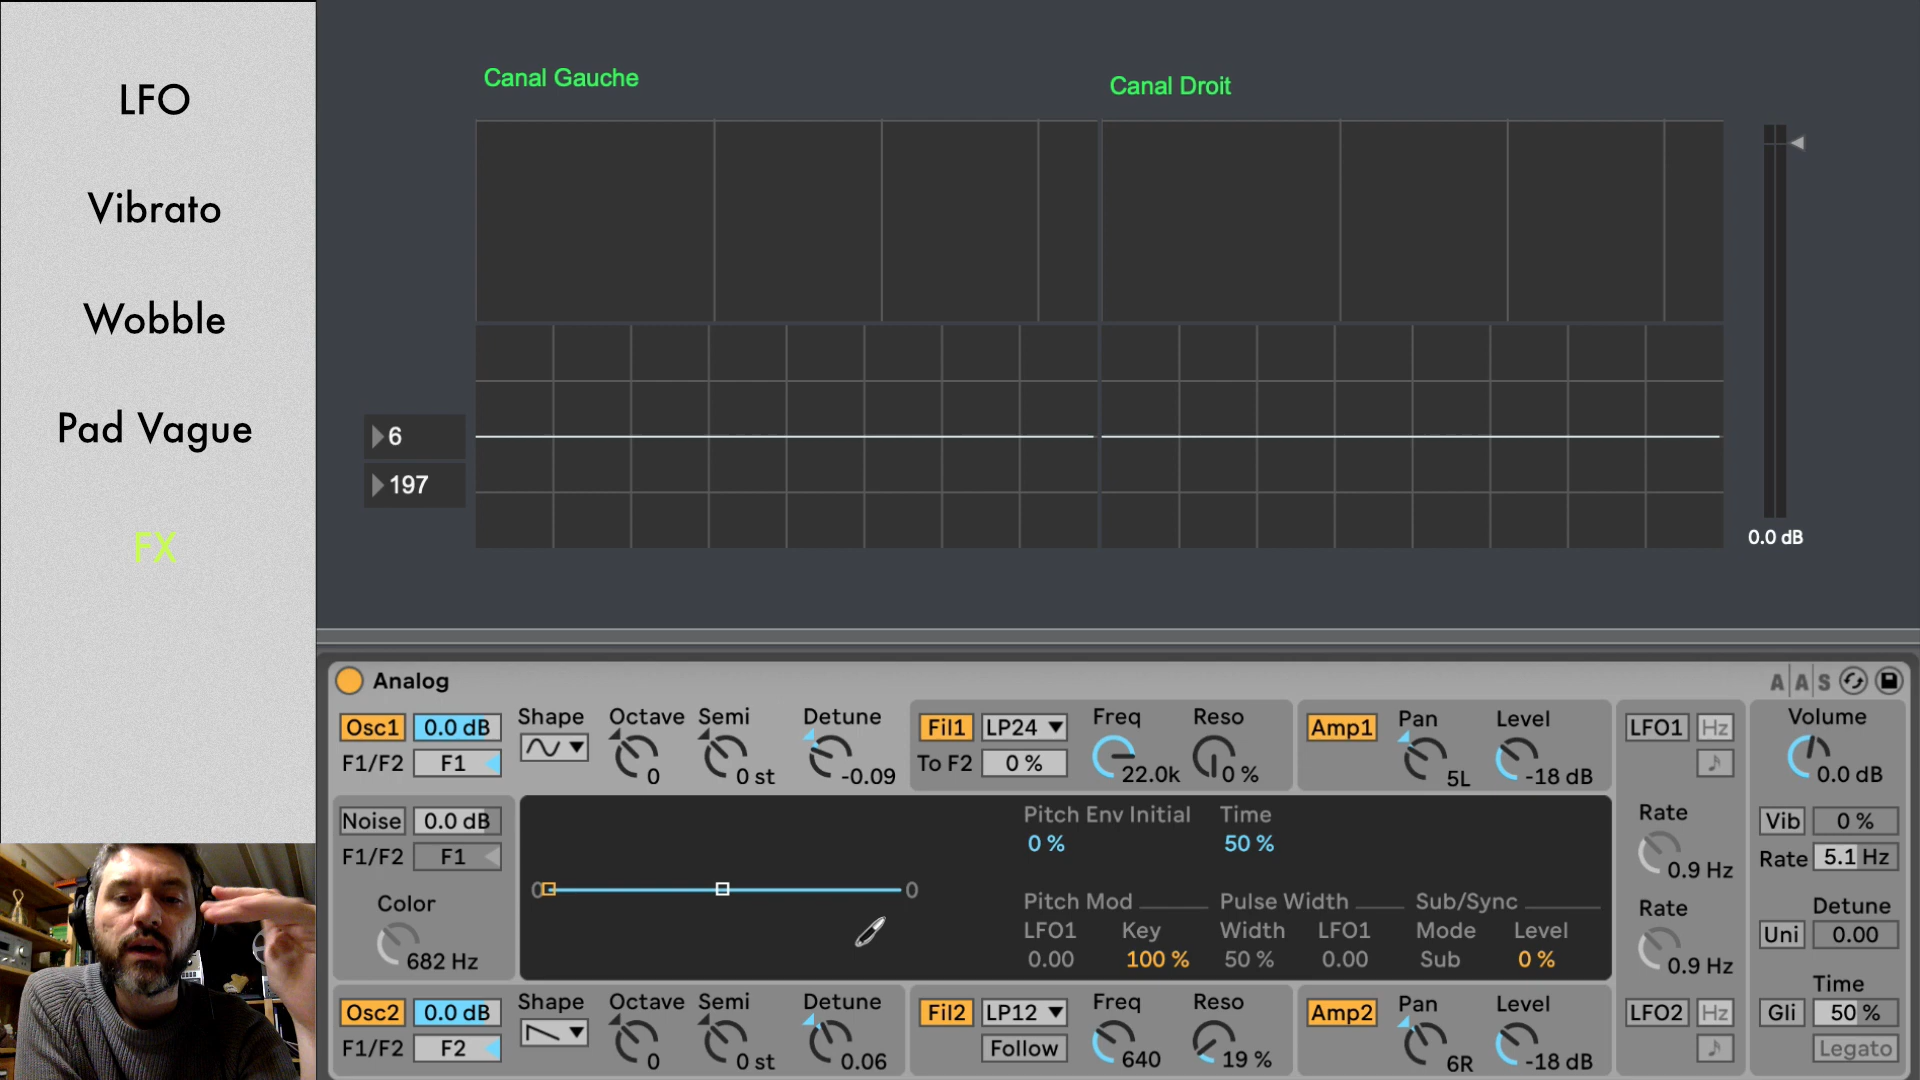 LFO
Vibrato
Wobble
Pad Vague
FX
Canal Gauche
Canal Droit
6
197
0.0 dB
Analog
A A S
Osc1 0.0 dB
F1/F2 F1
Shape
Octave 0
Semi 0 st
Detune -0.09
Fil1 LP24
To F2 0 %
Freq 22.0k
Reso 0 %
Amp1
Pan 5L
Level -18 dB
LFO1 Hz
Rate 0.9 Hz
Rate 0.9 Hz
LFO2 Hz
Volume
0.0 dB
Vib 0 %
Rate 5.1 Hz
Detune
Uni 0.00
Time
Gli 50 %
Legato
Noise 0.0 dB
F1/F2 F1
Color
682 Hz
0 0
Pitch Env Initial Time
0 % 50 %
Pitch Mod Pulse Width Sub/Sync
LFO1 Key Width LFO1 Mode Level
0.00 100 % 50 % 0.00 Sub 0 %
Osc2 0.0 dB
F1/F2 F2
Shape
Octave 0
Semi 0 st
Detune 0.06
Fil2 LP12
Follow
Freq 640
Reso 19 %
Amp2
Pan 6R
Level -18 dB